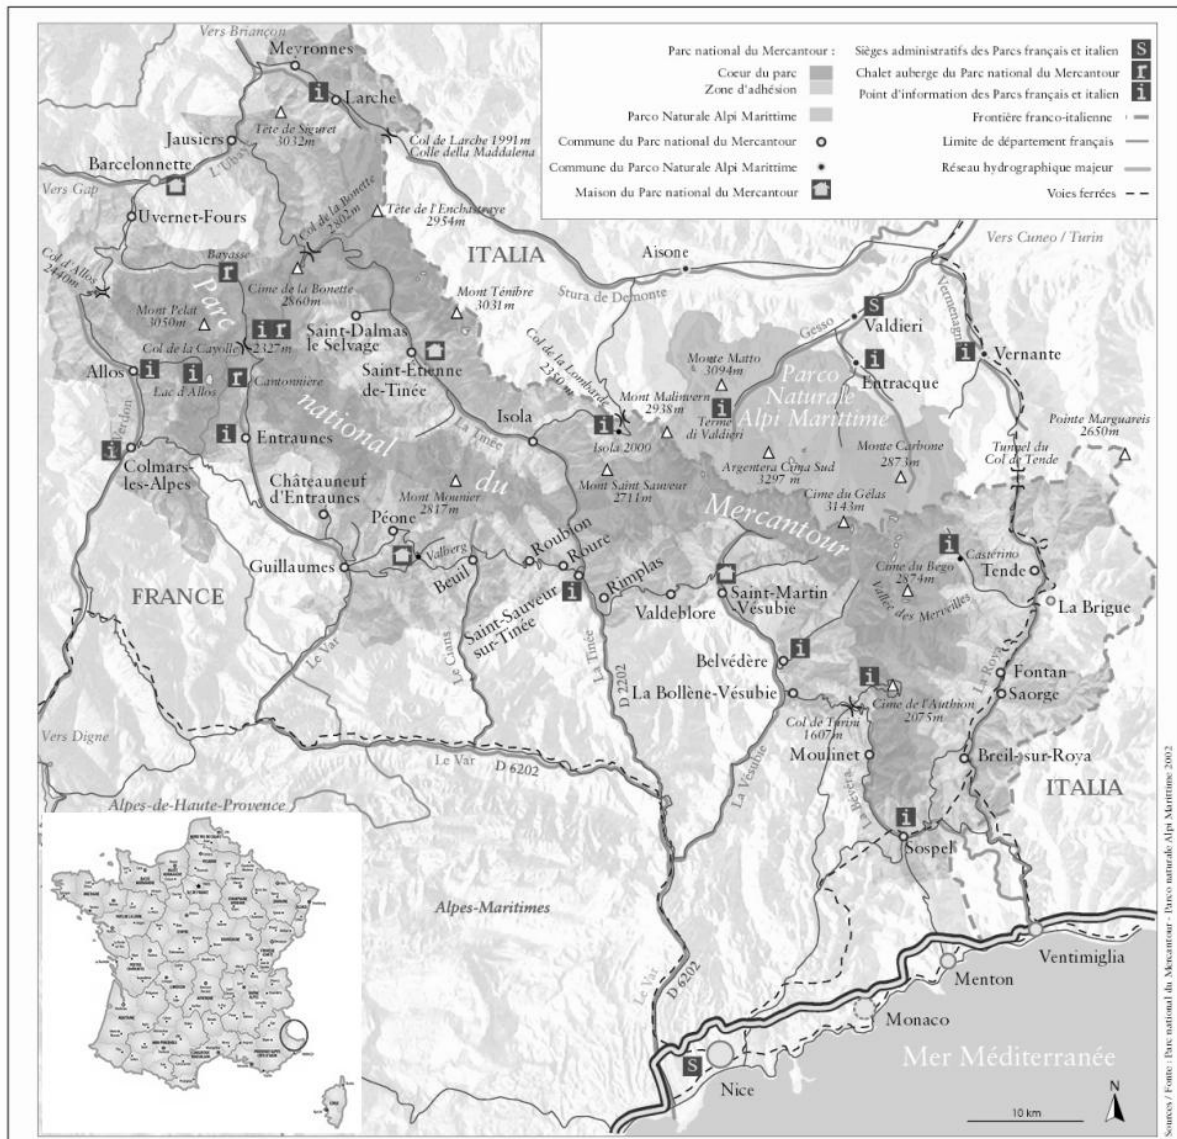 Vers Briançon
Meyronnes
Larche
Tête de Siguret
3032m
Col de Larche 1991m
Colle della Maddalena
Jausiers
L'Ubaye
Barcelonnette
Vers Gap
Uvernet-Fours
Col de la Bonette
2802m
Tête de l'Enchastraye
2954m
ITALIA
Col d'Allos
2440m
Bayasse
Cime de la Bonette
2860m
Mont Pelat
3050m
Mont Ténibre
3031m
Saint-Dalmas
le Selvage
Col de la Cayolle
2327m
Saint-Etienne
de-Tinée
Allos
Lac d'Allos
Cantonnière
Verdon
Colmars-
les-Alpes
Entraunes
La Tinée
Isola
Isola 2000
Col de la Lombarde
2350 m
Châteauneuf
d'Entraunes
Mont Mounier
2817m
Mont Saint Sauveur
2711m
Péone
Valberg
Guillaumes
Beuil
Roubion
Roure
Rimplas
Saint-Sauveur
sur-Tinée
Valdeblore
Saint-Martin
-Vésubie
Parc
national
du
Mercantour
FRANCE
Le Var
Le Cians
La Tinée
D 2202
Belvédère
La Bollène-Vésubie
La Vésubie
Col de Turini
1607m
Moulinet
La Bévéra
Cime de l'Authion
2075m
Sospel
Vers Digne
Le Var
D 6202
Alpes-de-Haute-Provence
Alpes-Maritimes
Le Var
D 6202
Nice
Monaco
Menton
Ventimiglia
Mer Méditerranée
Aisone
Stura de Demonte
Vers Cuneo / Turin
Gesso
Valdieri
Vernante
Entracque
Monte Matto
3094m
Mont Malinvern
2938m
Terme
di Valdieri
Parco
Naturale
Alpi Marittime
Argentera Cima Sud
3297 m
Monte Carbone
2873m
Cime du Gélas
3143m
Tunnel du
Col de Tende
Pointe Marguareis
2650m
Castérino
Cime du Bégo
2874m
Vallée des Merveilles
Tende
La Brigue
La Roya
Fontan
Saorge
Breil-sur-Roya
ITALIA
Parc national du Mercantour :
Coeur du parc
Zone d'adhésion
Parco Naturale Alpi Marittime
Commune du Parc national du Mercantour
Commune du Parco Naturale Alpi Marittime
Maison du Parc national du Mercantour
Sièges administratifs des Parcs français et italien S
Chalet auberge du Parc national du Mercantour r
Point d'information des Parcs français et italien i
Frontière franco-italienne
Limite de département français
Réseau hydrographique majeur
Voies ferrées
10 km
N
Sources / Fonte : Parc national du Mercantour - Parco naturale Alpi Marittime 2002